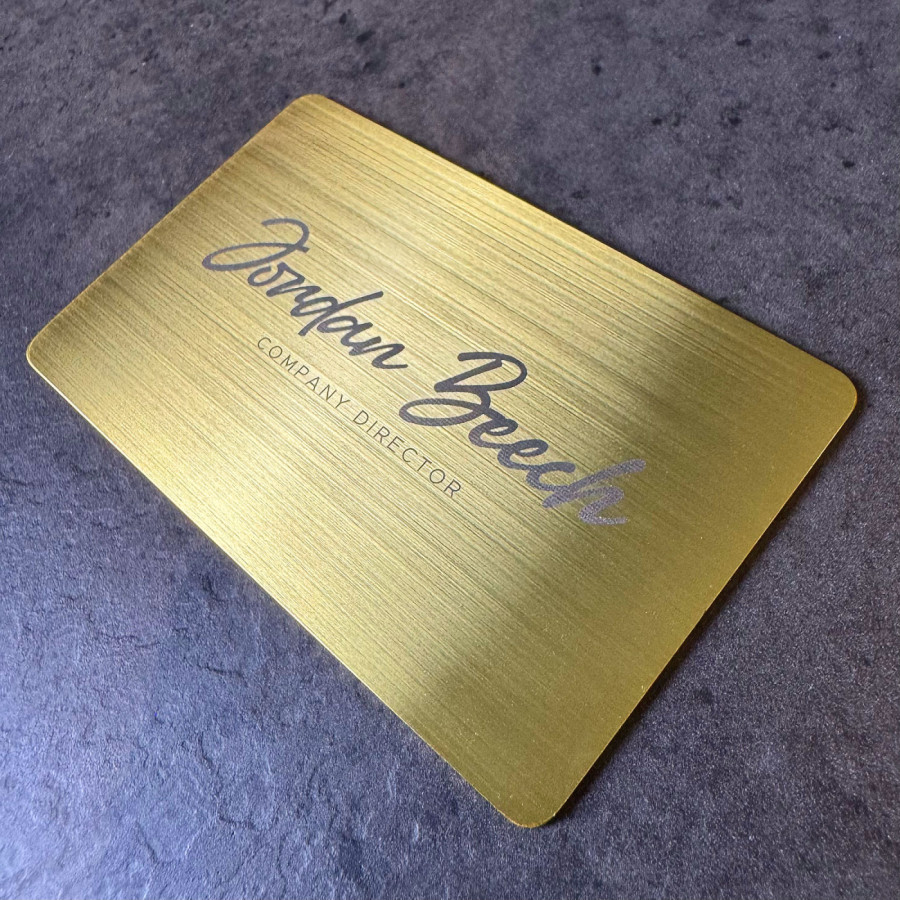 Jordan Beech
COMPANY DIRECTOR